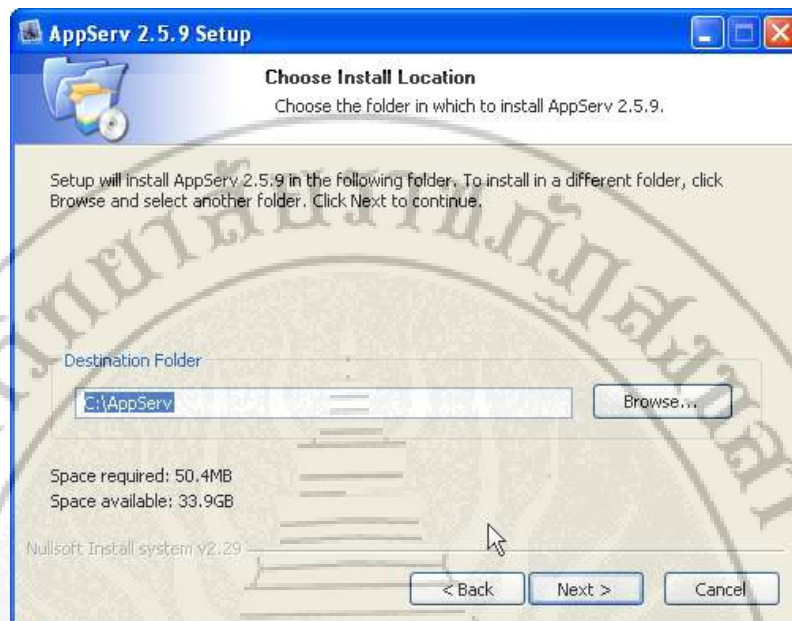 AppServ 2.5.9 Setup
Choose Install Location
Choose the folder in which to install AppServ 2.5.9.
Setup will install AppServ 2.5.9 in the following folder. To install in a different folder, click
Browse and select another folder. Click Next to continue.
Destination Folder
C:\AppServ
Browse...
Space required: 50.4MB
Space available: 33.9GB
Nullsoft Install system v2.29
< Back
Next >
Cancel